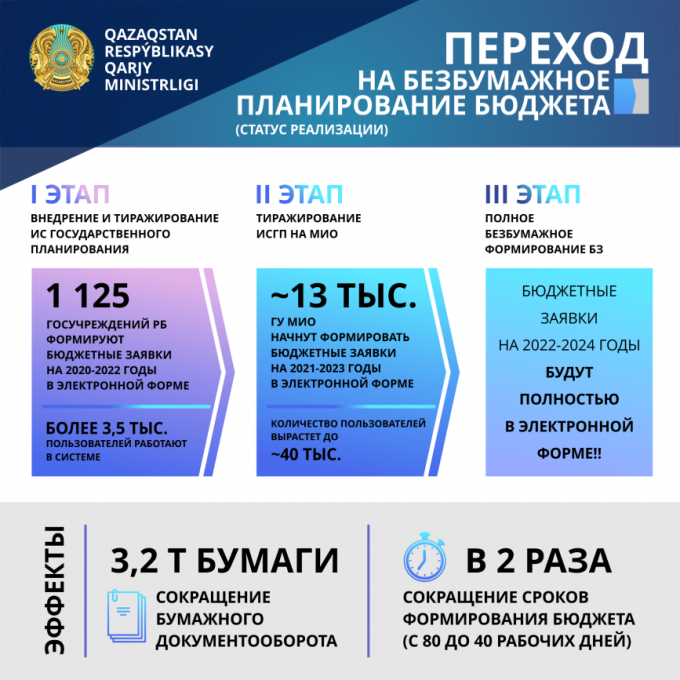 QAZAQSTAN
RESPÝBLIKASY
QARJY
MINISTRLIGI
ПЕРЕХОД
НА БЕЗБУМАЖНОЕ
ПЛАНИРОВАНИЕ БЮДЖЕТА
(СТАТУС РЕАЛИЗАЦИИ)
I ЭТАП
ВНЕДРЕНИЕ И ТИРАЖИРОВАНИЕ
ИС ГОСУДАРСТВЕННОГО
ПЛАНИРОВАНИЯ
1 125
ГОСУЧРЕЖДЕНИЙ РБ
ФОРМИРУЮТ
БЮДЖЕТНЫЕ ЗАЯВКИ
НА 2020-2022 ГОДЫ
В ЭЛЕКТРОННОЙ ФОРМЕ
БОЛЕЕ 3,5 ТЫС.
ПОЛЬЗОВАТЕЛЕЙ РАБОТАЮТ
В СИСТЕМЕ
II ЭТАП
ТИРАЖИРОВАНИЕ
ИСГП НА МИО
~13 ТЫС.
ГУ МИО
НАЧНУТ ФОРМИРОВАТЬ
БЮДЖЕТНЫЕ ЗАЯВКИ
НА 2021-2023 ГОДЫ
В ЭЛЕКТРОННОЙ ФОРМЕ
КОЛИЧЕСТВО ПОЛЬЗОВАТЕЛЕЙ
ВЫРАСТЕТ ДО
~40 ТЫС.
III ЭТАП
ПОЛНОЕ
БЕЗБУМАЖНОЕ
ФОРМИРОВАНИЕ БЗ
БЮДЖЕТНЫЕ
ЗАЯВКИ
НА 2022-2024 ГОДЫ
БУДУТ
ПОЛНОСТЬЮ
В ЭЛЕКТРОННОЙ
ФОРМЕ!!
ЭФФЕКТЫ
3,2 Т БУМАГИ
СОКРАЩЕНИЕ
БУМАЖНОГО
ДОКУМЕНТООБОРОТА
В 2 РАЗА
СОКРАЩЕНИЕ СРОКОВ
ФОРМИРОВАНИЯ БЮДЖЕТА
(С 80 ДО 40 РАБОЧИХ ДНЕЙ)